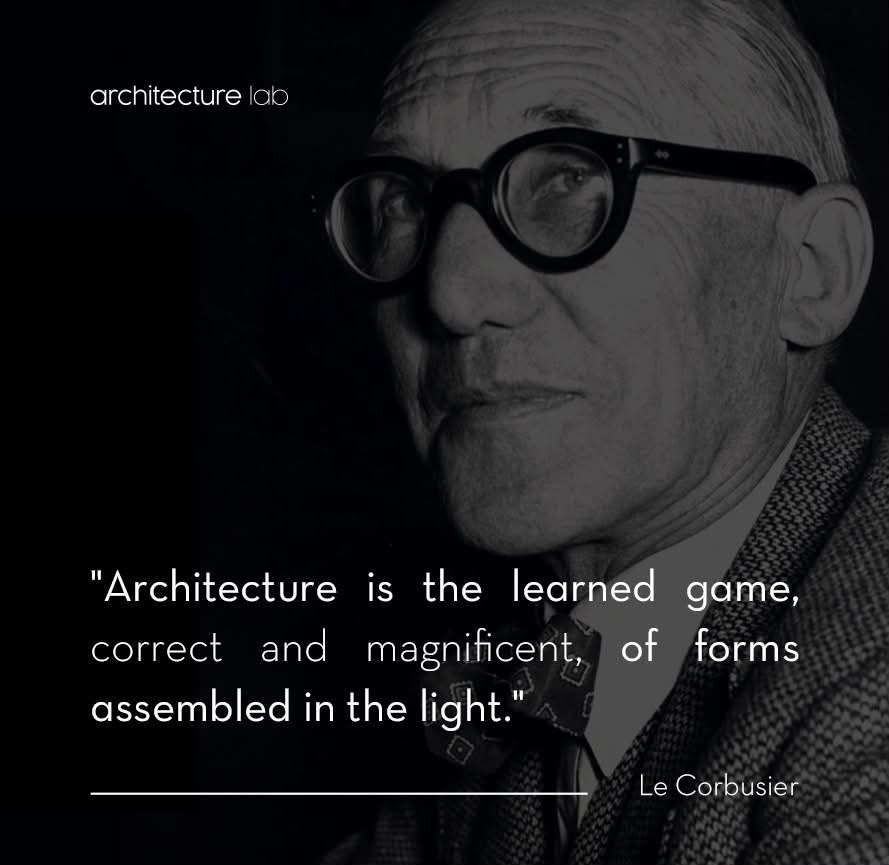 architecture lab
"Architecture is the learned game,
correct and magnificent, of forms
assembled in the light."
Le Corbusier